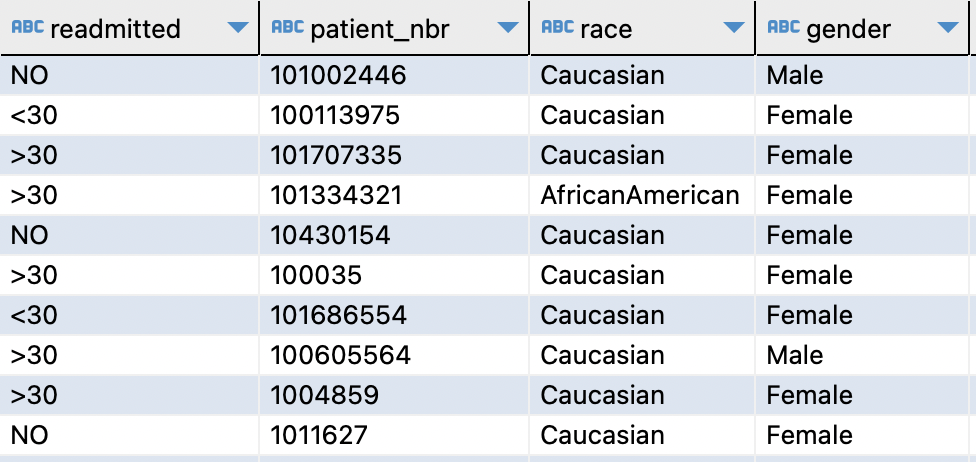 ABC readmitted ABC patient_nbr ABC race ABC gender
NO 101002446 Caucasian Male
<30 100113975 Caucasian Female
>30 101707335 Caucasian Female
>30 101334321 AfricanAmerican Female
NO 10430154 Caucasian Female
>30 100035 Caucasian Female
<30 101686554 Caucasian Female
>30 100605564 Caucasian Male
>30 1004859 Caucasian Female
NO 1011627 Caucasian Female